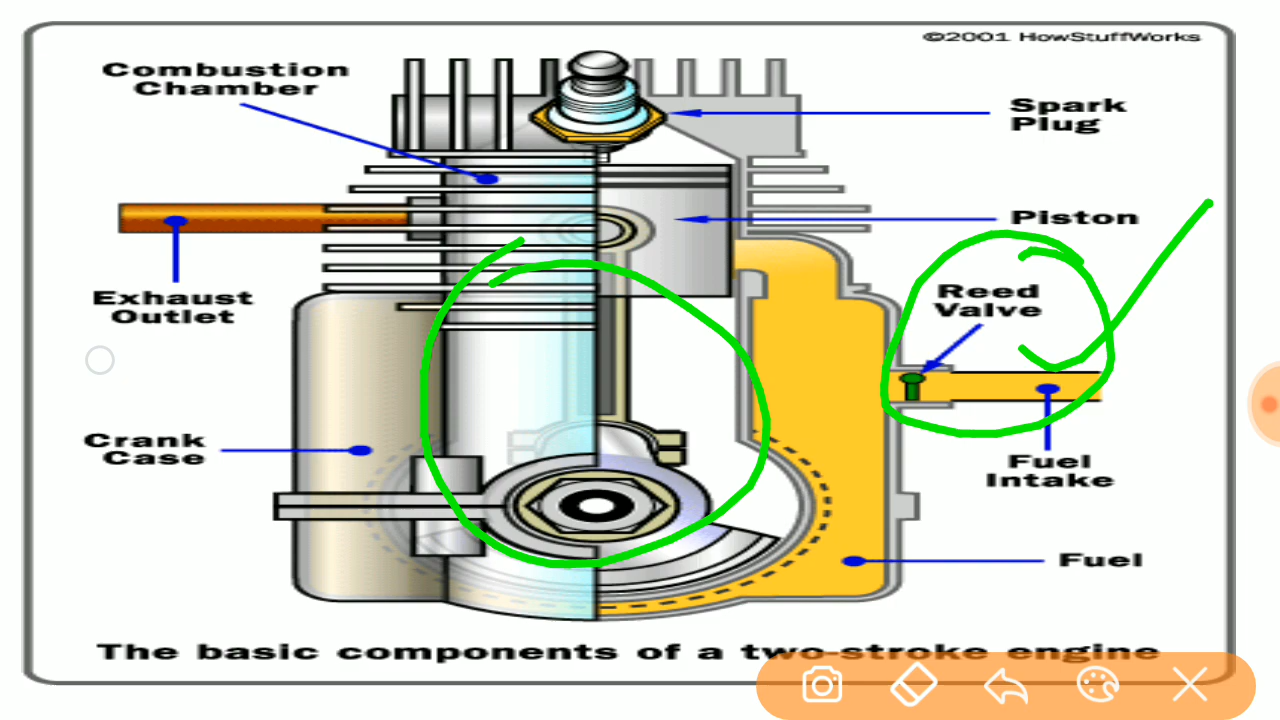 ©2001 HowStuffWorks
Combustion
Chamber
Spark
Plug
Piston
Exhaust
Outlet
Reed
Valve
Crank
Case
Fuel
Intake
Fuel
The basic components of a two-stroke engine